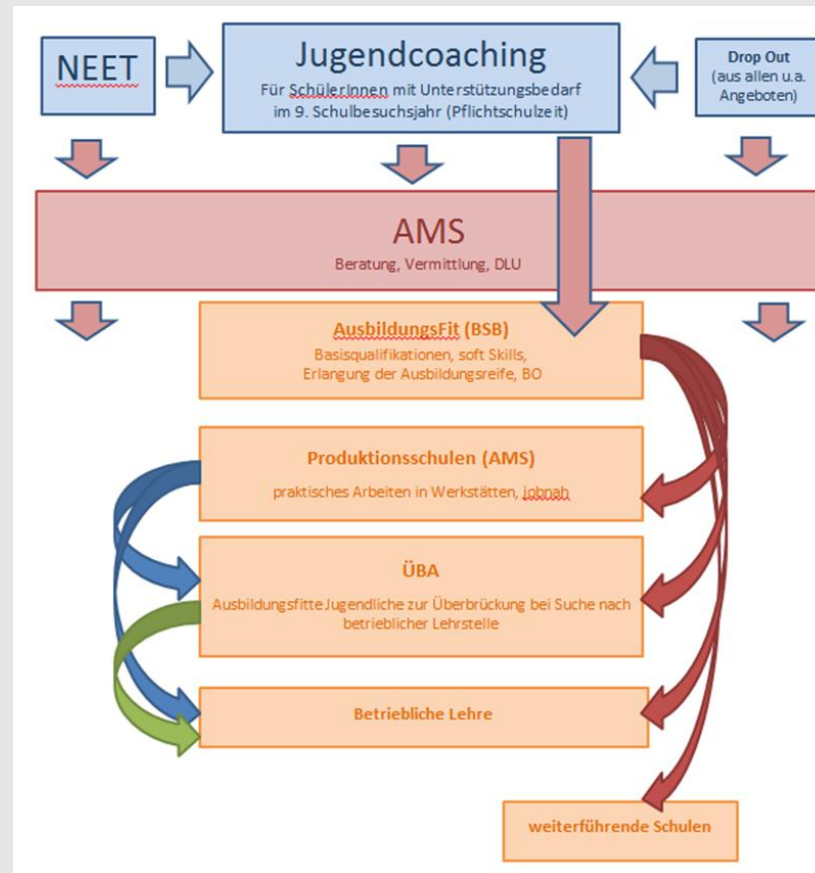 NEET
Jugendcoaching
Für SchülerInnen mit Unterstützungsbedarf
im 9. Schulbesuchsjahr (Pflichtschulzeit)
Drop Out
(aus allen u.a.
Angeboten)
AMS
Beratung, Vermittlung, DLU
AusbildungsFit (BSB)
Basisqualifikationen, soft Skills,
Erlangung der Ausbildungsreife, BO
Produktionsschulen (AMS)
praktisches Arbeiten in Werkstätten, jobnah
ÜBA
Ausbildungsfitte Jugendliche zur Überbrückung bei Suche nach
betrieblicher Lehrstelle
Betriebliche Lehre
weiterführende Schulen